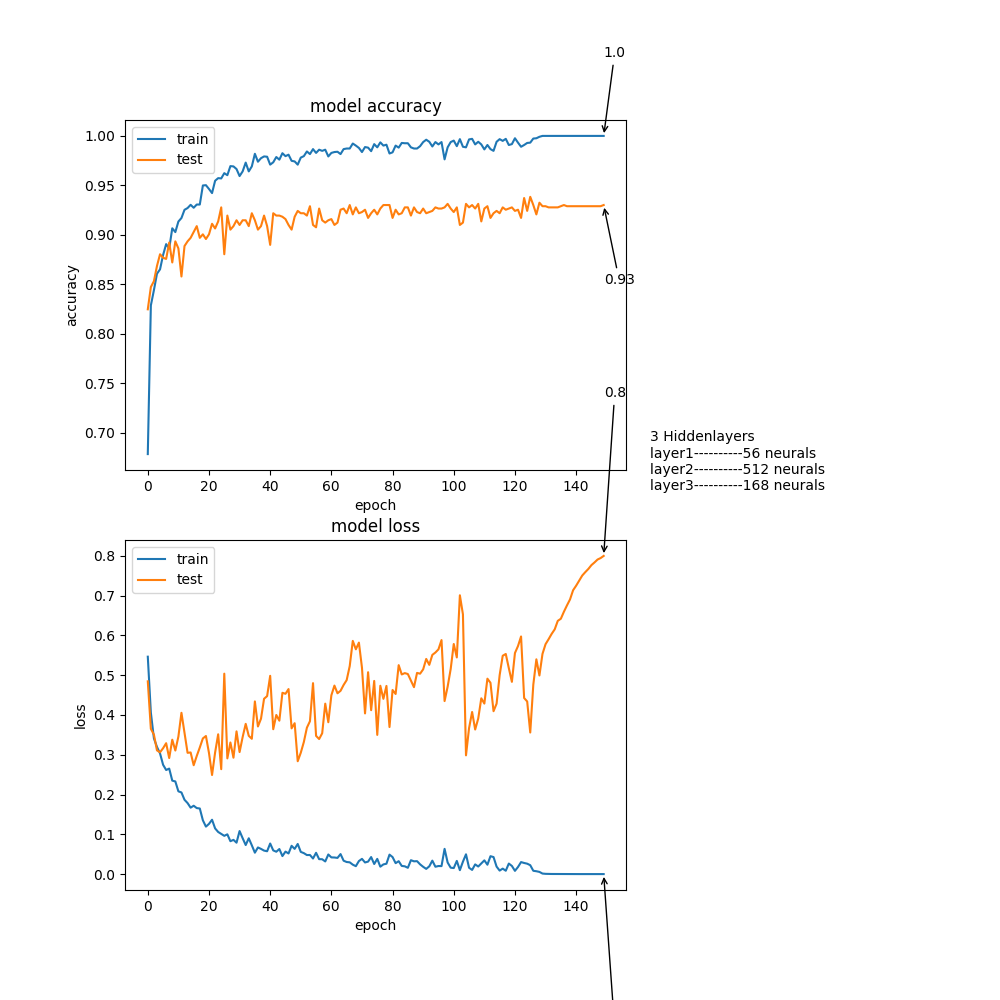 1.0
model accuracy
train
test
1.00
0.95
0.90
0.85
0.80
0.75
0.70
accuracy
0 20 40 60 80 100 120 140
epoch
0.93
0.8
3 Hiddenlayers
layer1----------56 neurals
layer2----------512 neurals
layer3----------168 neurals
model loss
train
test
0.8
0.7
0.6
0.5
0.4
0.3
0.2
0.1
0.0
loss
0 20 40 60 80 100 120 140
epoch